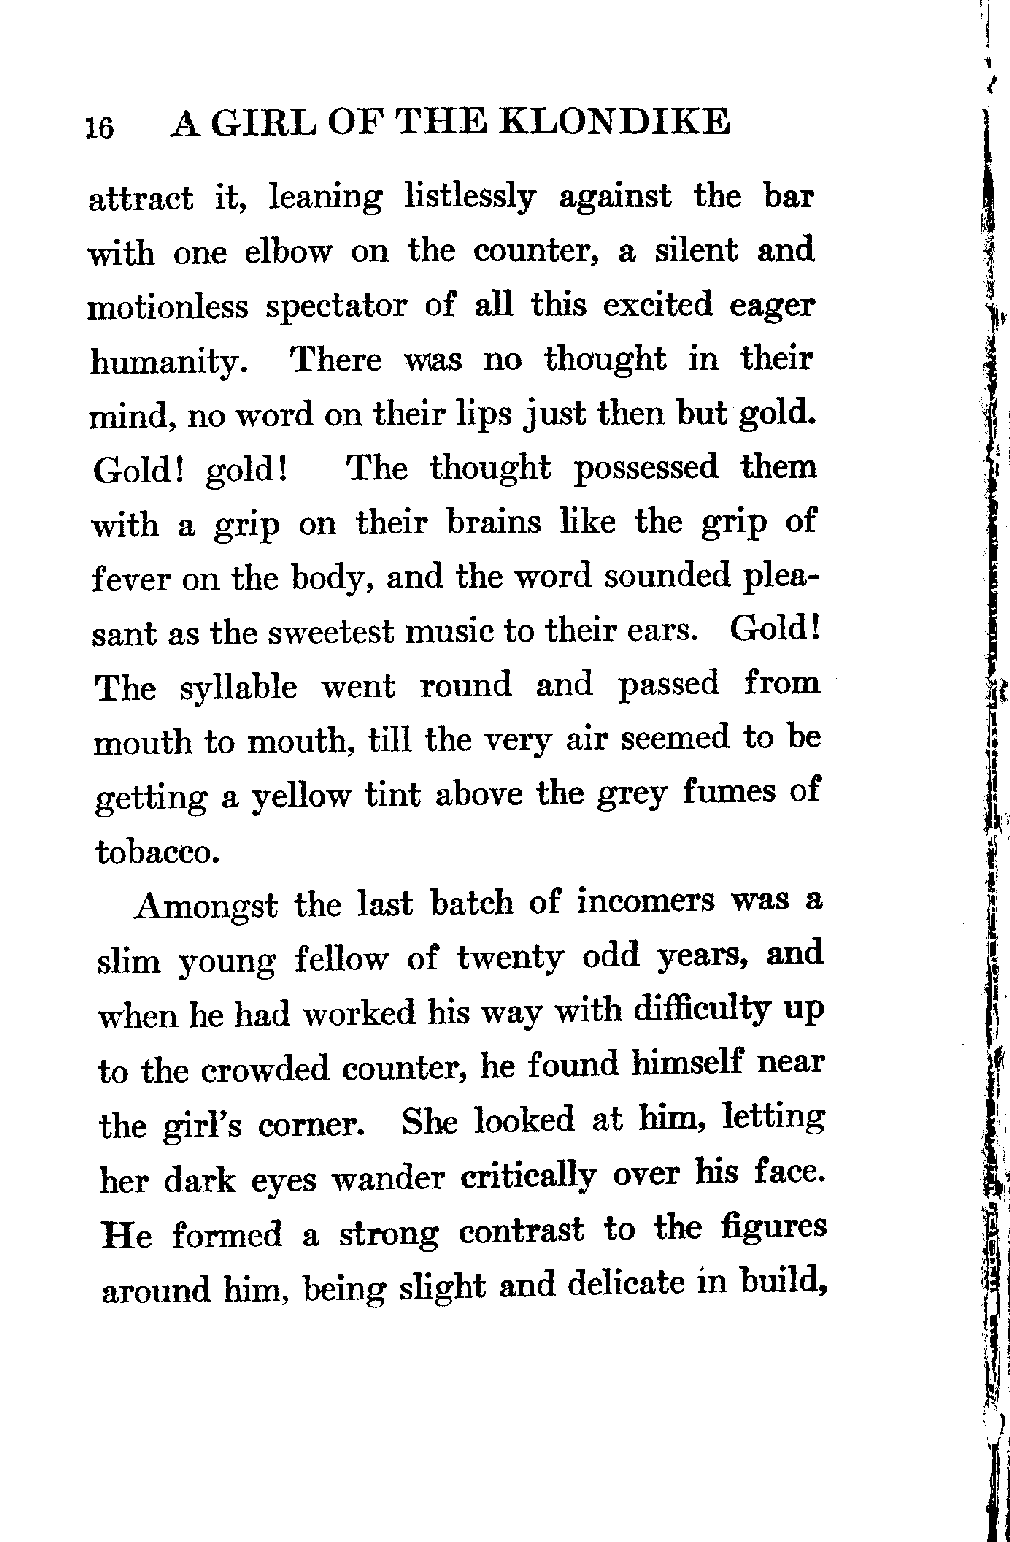 16 A GIRL OF THE KLONDIKE
attract it, leaning listlessly against the bar
with one elbow on the counter, a silent and
motionless spectator of all this excited eager
humanity. There was no thought in their
mind, no word on their lips just then but gold.
Gold! gold! The thought possessed them
with a grip on their brains like the grip of
fever on the body, and the word sounded plea-
sant as the sweetest music to their ears. Gold!
The syllable went round and passed from
mouth to mouth, till the very air seemed to be
getting a yellow tint above the grey fumes of
tobacco.
Amongst the last batch of incomers was a
slim young fellow of twenty odd years, and
when he had worked his way with difficulty up
to the crowded counter, he found himself near
the girl's corner. She looked at him, letting
her dark eyes wander critically over his face.
He formed a strong contrast to the figures
around him, being slight and delicate in build,